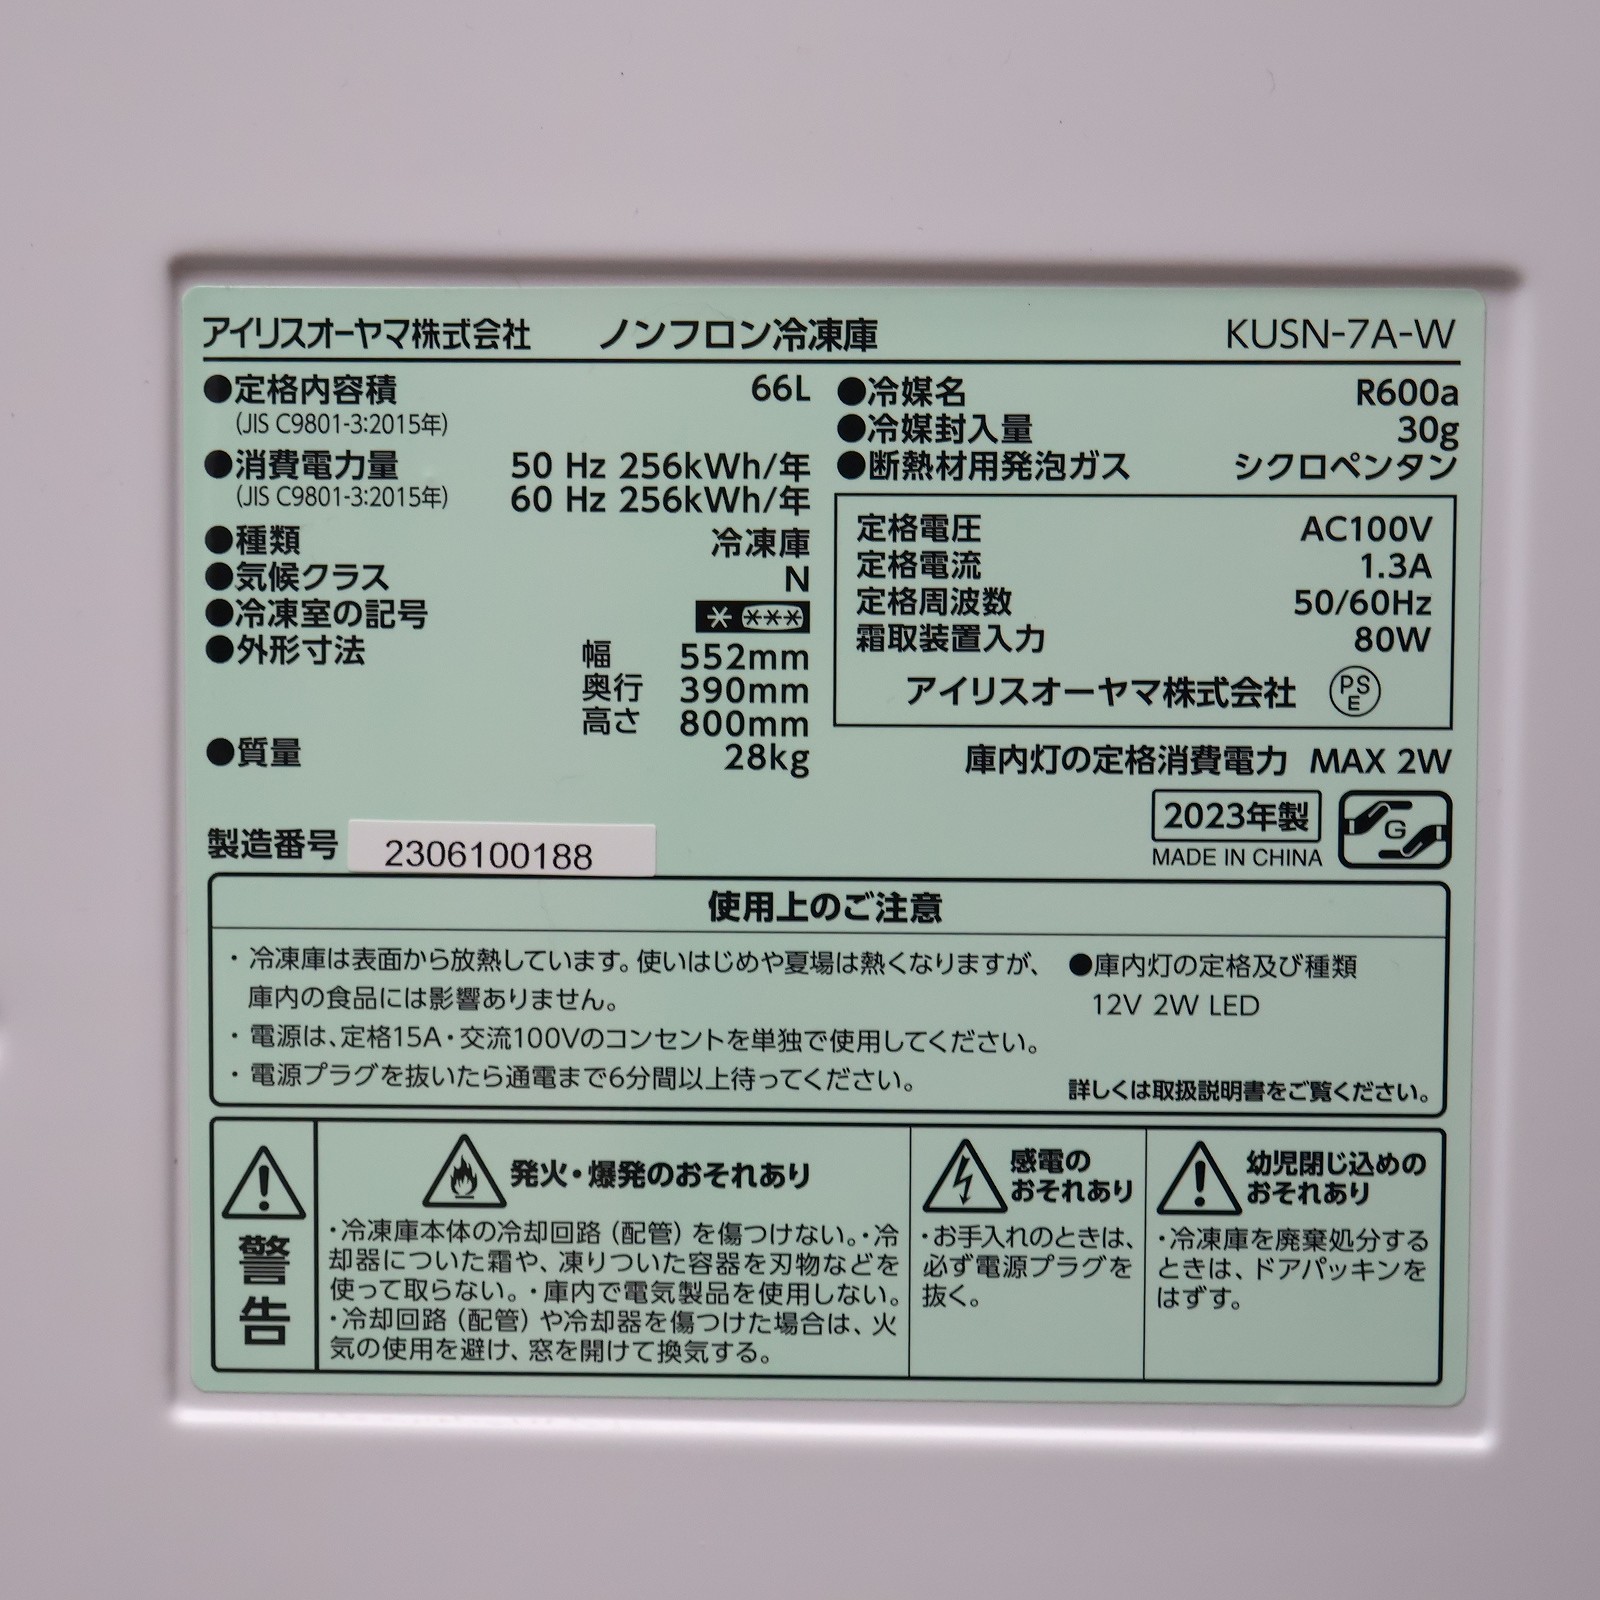 アイリスオーヤマ株式会社 ノンフロン冷凍庫 KUSN-7A-W
●定格内容積 66L
(JIS C9801-3:2015年)
●消費電力量 50 Hz 256kWh/年
(JIS C9801-3:2015年) 60 Hz 256kWh/年
●種類 冷凍庫
●気候クラス N
●冷凍室の記号 * ***
●外形寸法 幅 552mm
奥行 390mm
高さ 800mm
●質量 28kg
●冷媒名 R600a
●冷媒封入量 30g
●断熱材用発泡ガス シクロペンタン
定格電圧 AC100V
定格電流 1.3A
定格周波数 50/60Hz
霜取装置入力 80W
アイリスオーヤマ株式会社 PSE
庫内灯の定格消費電力 MAX 2W
2023年製
MADE IN CHINA
G
製造番号 2306100188
使用上のご注意
・冷凍庫は表面から放熱しています。使いはじめや夏場は熱くなりますが、
庫内の食品には影響ありません。
・電源は、定格15A・交流100Vのコンセントを単独で使用してください。
・電源プラグを抜いたら通電まで6分間以上待ってください。
●庫内灯の定格及び種類
12V 2W LED
詳しくは取扱説明書をご覧ください。
警告
発火・爆発のおそれあり
・冷凍庫本体の冷却回路(配管)を傷つけない。・冷
却器についた霜や、凍りついた容器を刃物などを
使って取らない。・庫内で電気製品を使用しない。
・冷却回路(配管)や冷却器を傷つけた場合は、火
気の使用を避け、窓を開けて換気する。
感電の
おそれあり
・お手入れのときは、
必ず電源プラグを
抜く。
幼児閉じ込めの
おそれあり
・冷凍庫を廃棄処分する
ときは、ドアパッキンを
はずす。